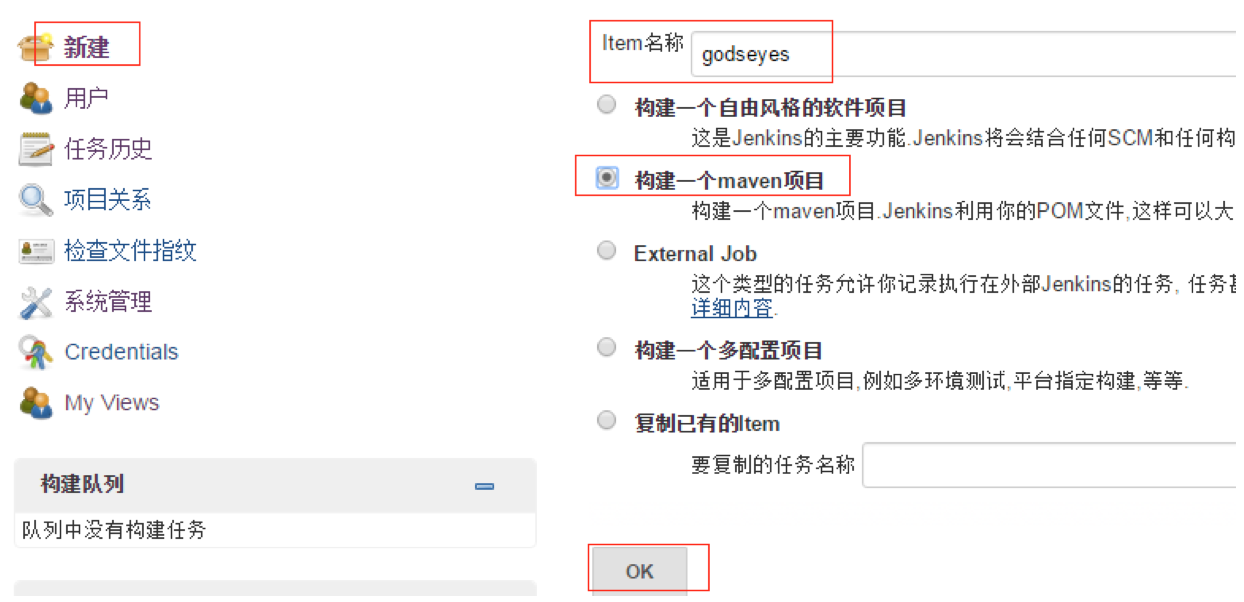 新建
用户
任务历史
项目关系
检查文件指纹
系统管理
Credentials
My Views
构建队列
队列中没有构建任务
Item名称
godseyes
构建一个自由风格的软件项目
这是Jenkins的主要功能.Jenkins将会结合任何SCM和任何构
构建一个maven项目
构建一个maven项目.Jenkins利用你的POM文件,这样可以大
External Job
这个类型的任务允许你记录执行在外部Jenkins的任务, 任务
详细内容.
构建一个多配置项目
适用于多配置项目,例如多环境测试,平台指定构建,等等.
复制已有的Item
要复制的任务名称
OK